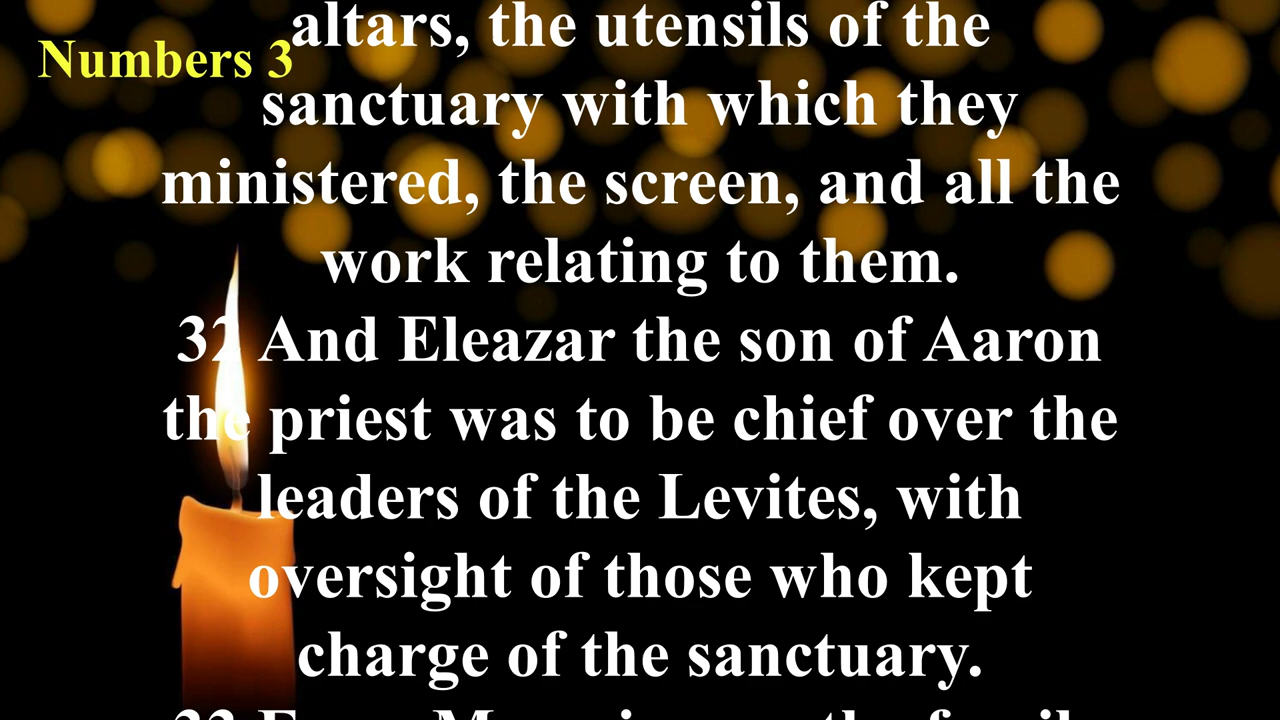 Numbers 3
altars, the utensils of the
sanctuary with which they
ministered, the screen, and all the
work relating to them.
32 And Eleazar the son of Aaron
the priest was to be chief over the
leaders of the Levites, with
oversight of those who kept
charge of the sanctuary.